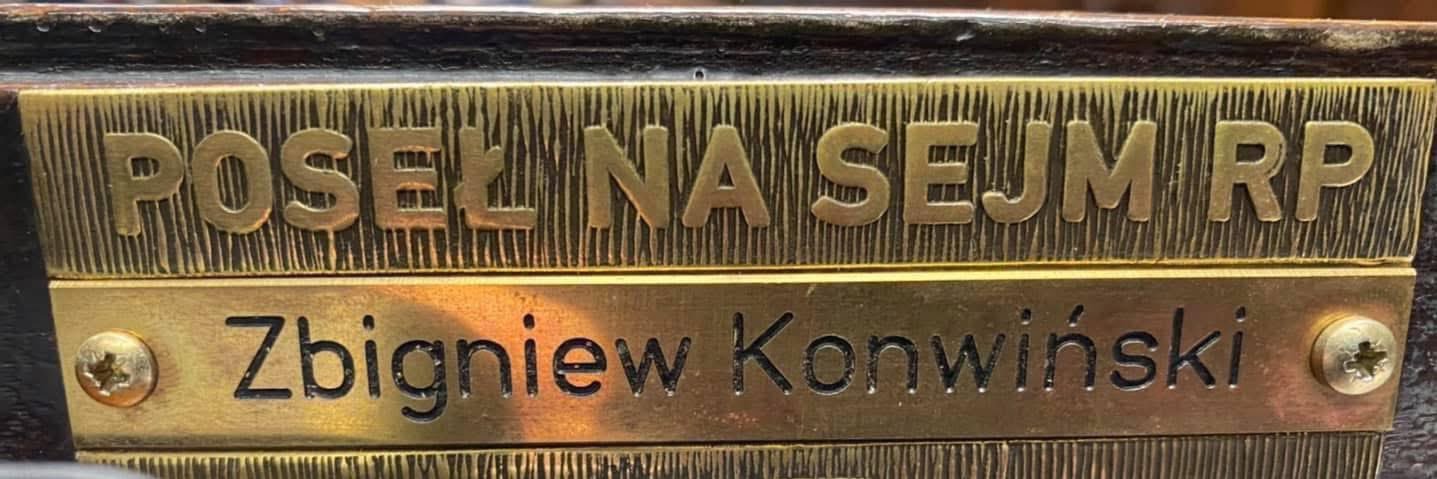 POSEŁ NA SEJM RP
Zbigniew Konwiński